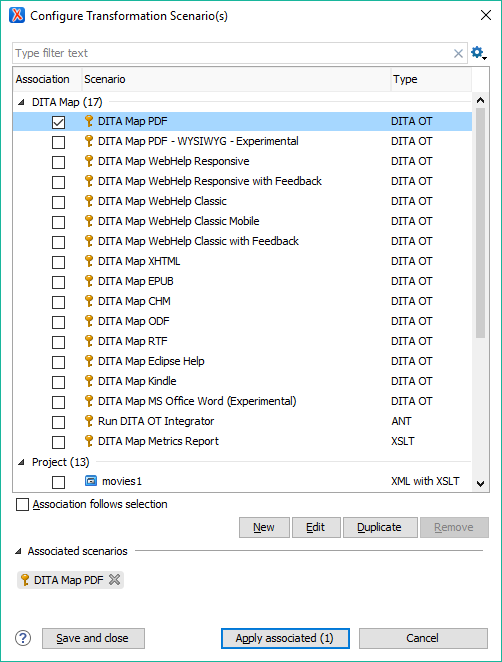 Configure Transformation Scenario(s)
Type filter text
Association Scenario Type
DITA Map (17)
DITA Map PDF DITA OT
DITA Map PDF - WYSIWYG - Experimental DITA OT
DITA Map WebHelp Responsive DITA OT
DITA Map WebHelp Responsive with Feedback DITA OT
DITA Map WebHelp Classic DITA OT
DITA Map WebHelp Classic Mobile DITA OT
DITA Map WebHelp Classic with Feedback DITA OT
DITA Map XHTML DITA OT
DITA Map EPUB DITA OT
DITA Map CHM DITA OT
DITA Map ODF DITA OT
DITA Map RTF DITA OT
DITA Map Eclipse Help DITA OT
DITA Map Kindle DITA OT
DITA Map MS Office Word (Experimental) DITA OT
Run DITA OT Integrator ANT
DITA Map Metrics Report XSLT
Project (13)
movies1 XML with XSLT
Association follows selection
New Edit Duplicate Remove
Associated scenarios
DITA Map PDF
? Save and close Apply associated (1) Cancel